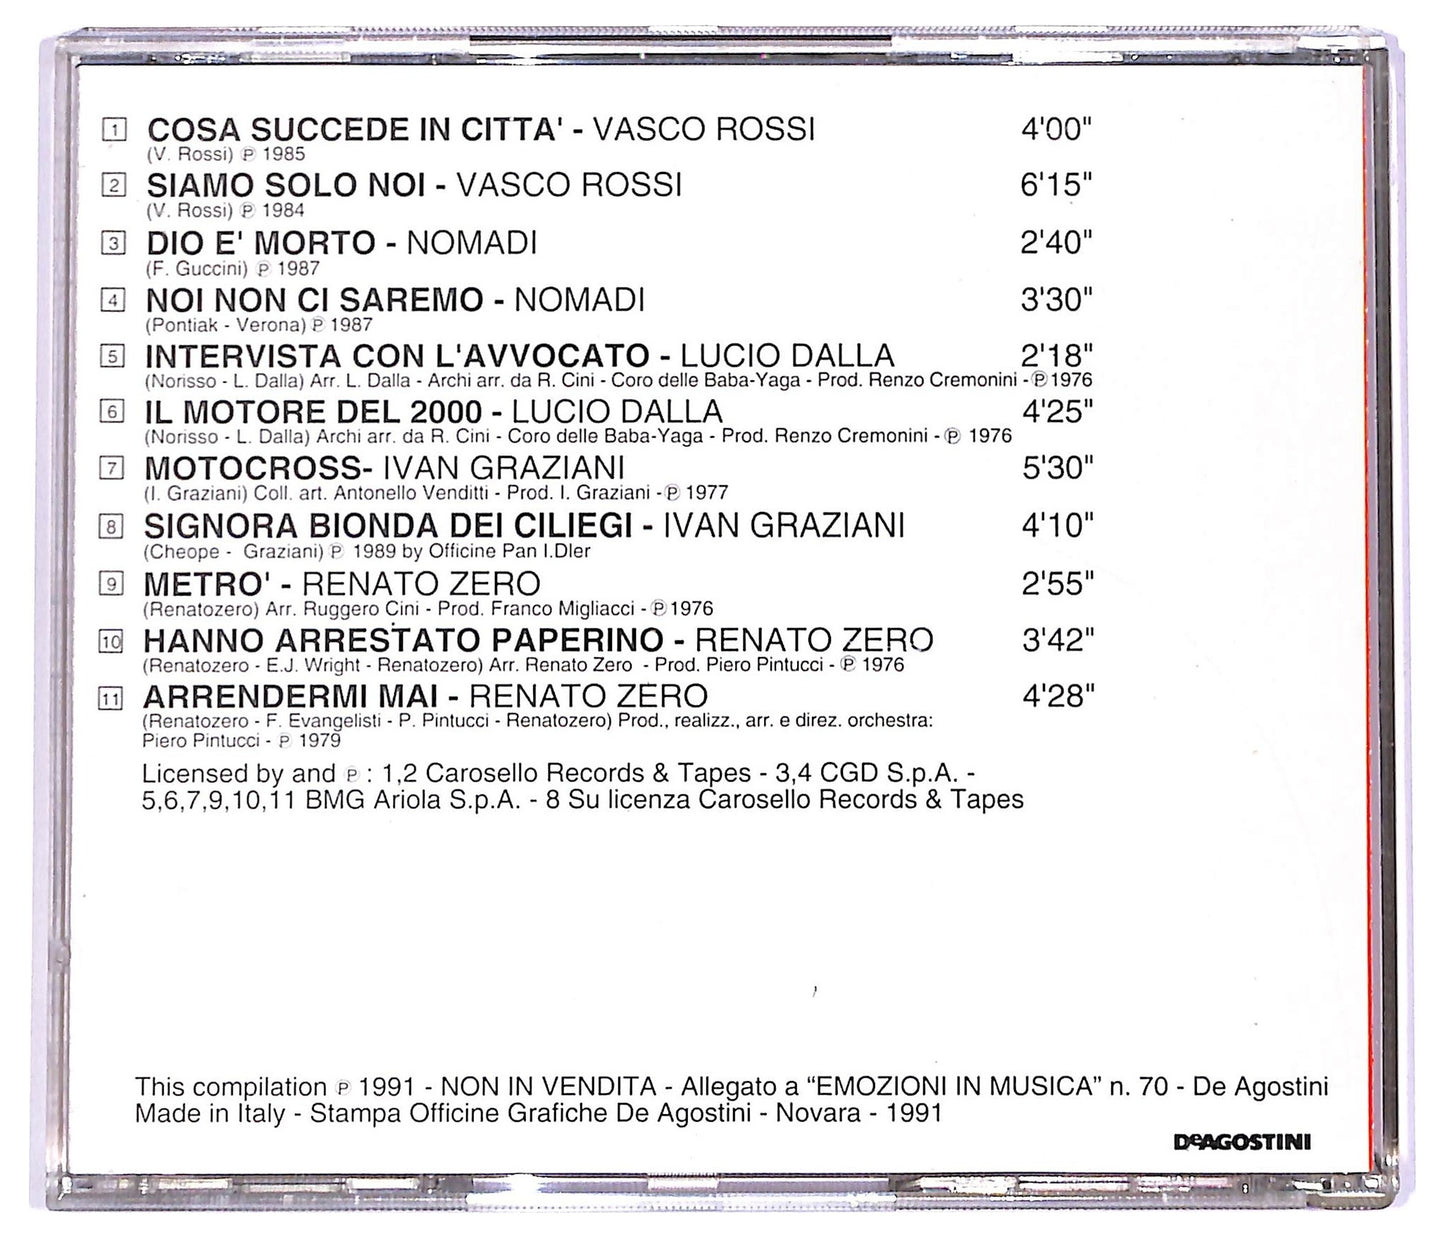 1 COSA SUCCEDE IN CITTA' - VASCO ROSSI 4'00"
(V. Rossi) ℗ 1985
2 SIAMO SOLO NOI - VASCO ROSSI 6'15"
(V. Rossi) ℗ 1984
3 DIO E' MORTO - NOMADI 2'40"
(F. Guccini) ℗ 1987
4 NOI NON CI SAREMO - NOMADI 3'30"
(Pontiak - Verona) ℗ 1987
5 INTERVISTA CON L'AVVOCATO - LUCIO DALLA 2'18"
(Norisso - L. Dalla) Arr. L. Dalla - Archi arr. da R. Cini - Coro delle Baba-Yaga - Prod. Renzo Cremonini - ℗ 1976
6 IL MOTORE DEL 2000 - LUCIO DALLA 4'25"
(Norisso - L. Dalla) Archi arr. da R. Cini - Coro delle Baba-Yaga - Prod. Renzo Cremonini - ℗ 1976
7 MOTOCROSS- IVAN GRAZIANI 5'30"
(I. Graziani) Coll. art. Antonello Venditti - Prod. I. Graziani - ℗ 1977
8 SIGNORA BIONDA DEI CILIEGI - IVAN GRAZIANI 4'10"
(Cheope - Graziani) ℗ 1989 by Officine Pan I.Dler
9 METRO' - RENATO ZERO 2'55"
(Renatozero) Arr. Ruggero Cini - Prod. Franco Migliacci - ℗ 1976
10 HANNO ARRESTATO PAPERINO - RENATO ZERO 3'42"
(Renatozero - E.J. Wright - Renatozero) Arr. Renato Zero - Prod. Piero Pintucci - ℗ 1976
11 ARRENDERMI MAI - RENATO ZERO 4'28"
(Renatozero - F. Evangelisti - P. Pintucci - Renatozero) Prod., realizz., arr. e direz. orchestra:
Piero Pintucci - ℗ 1979
Licensed by and ℗ : 1,2 Carosello Records & Tapes - 3,4 CGD S.p.A. -
5,6,7,9,10,11 BMG Ariola S.p.A. - 8 Su licenza Carosello Records & Tapes
This compilation ℗ 1991 - NON IN VENDITA - Allegato a “EMOZIONI IN MUSICA” n. 70 - De Agostini
Made in Italy - Stampa Officine Grafiche De Agostini - Novara - 1991
DeAGOSTINI